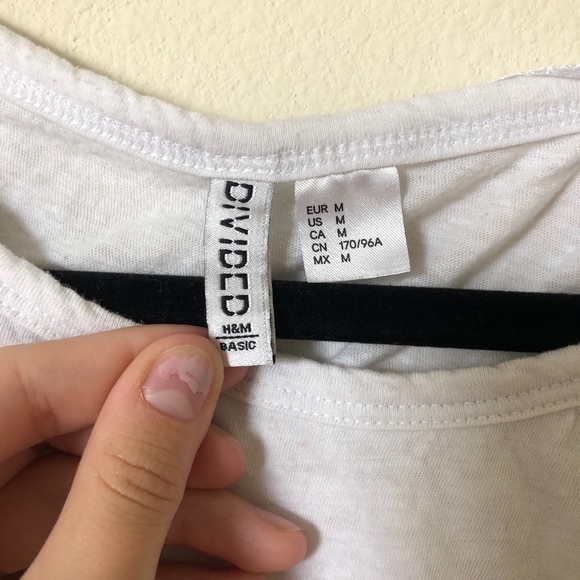 DIVIDED
H&M
BASIC
EUR M
US M
CA M
CN 170/96A
MX M